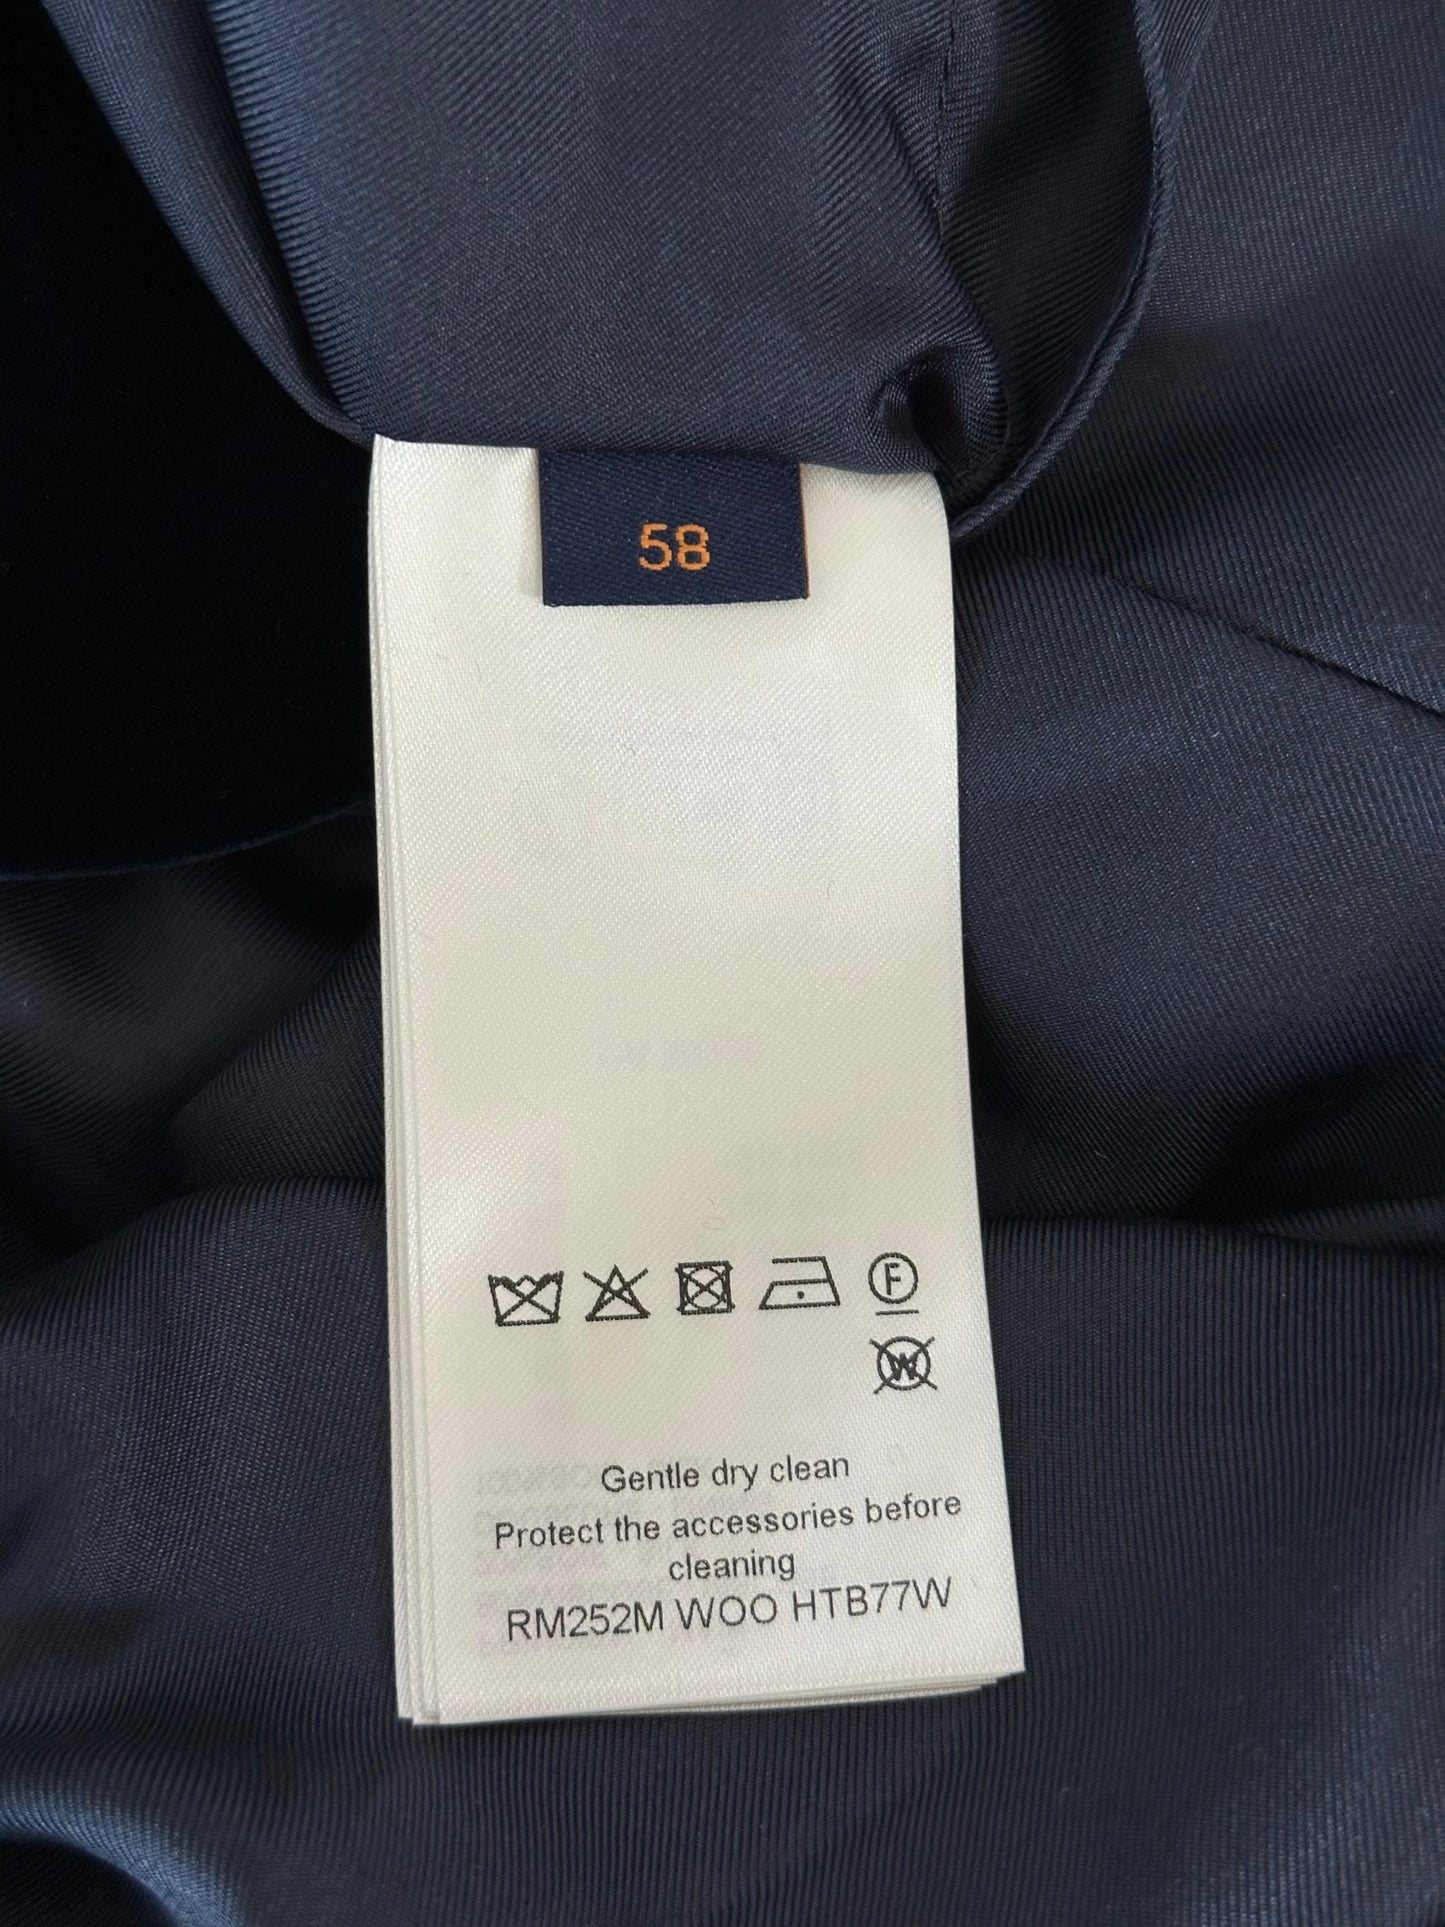 58
F
W
Gentle dry clean
Protect the accessories before
cleaning
RM252M WOO HTB77W